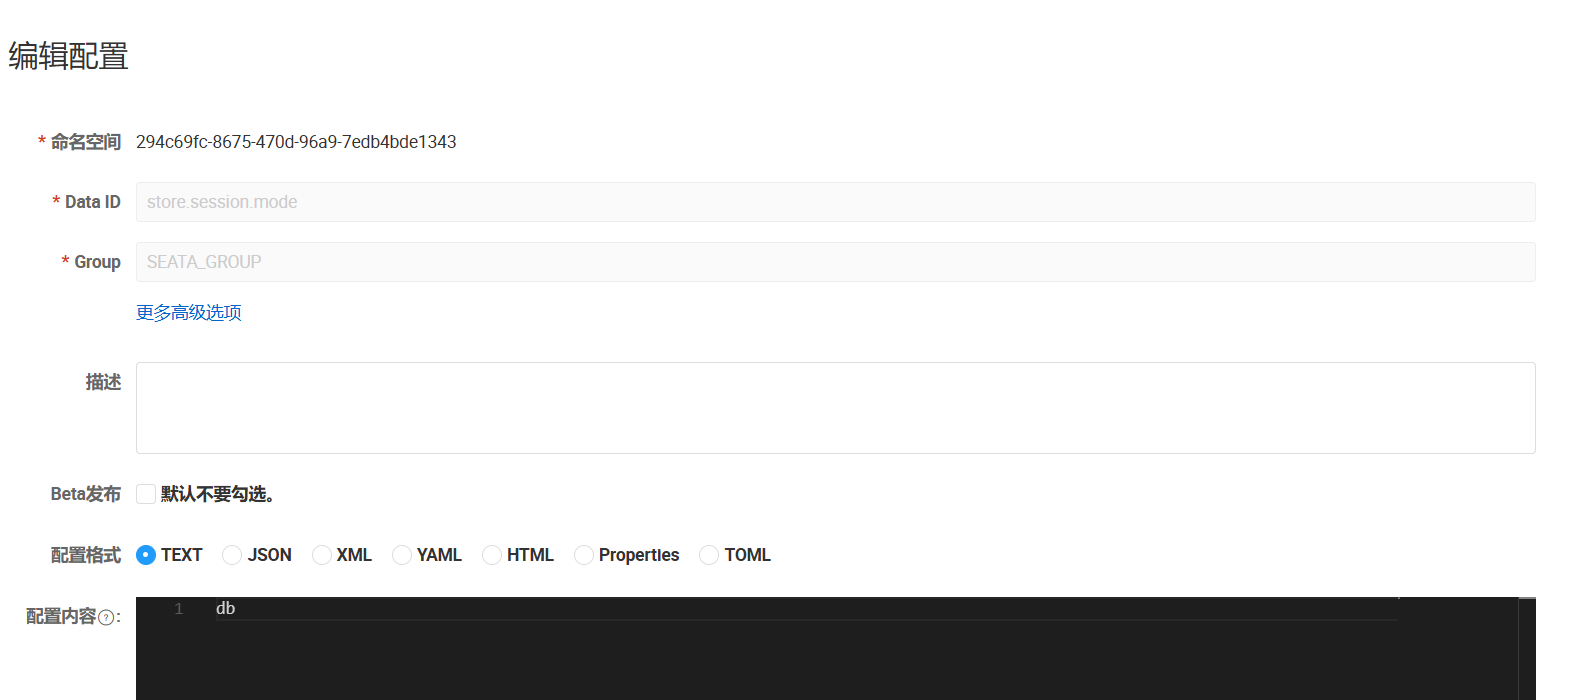 编辑配置
* 命名空间 294c69fc-8675-470d-96a9-7edb4bde1343
* Data ID store.session.mode
* Group SEATA_GROUP
更多高级选项
描述
Beta发布 默认不要勾选。
配置格式 TEXT JSON XML YAML HTML Properties TOML
配置内容?: 1 db